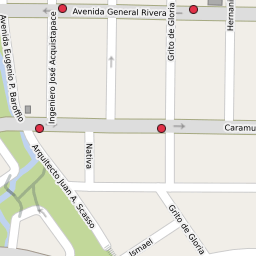 Avenida General Rivera
Avenida Eugenio P. Baroffio
Ingeniero José Acquistapace
Grito de Gloria
Hernani
Caramu
Nativa
Arquitecto Juan A. Scasso
Grito de Gloria
Ismael